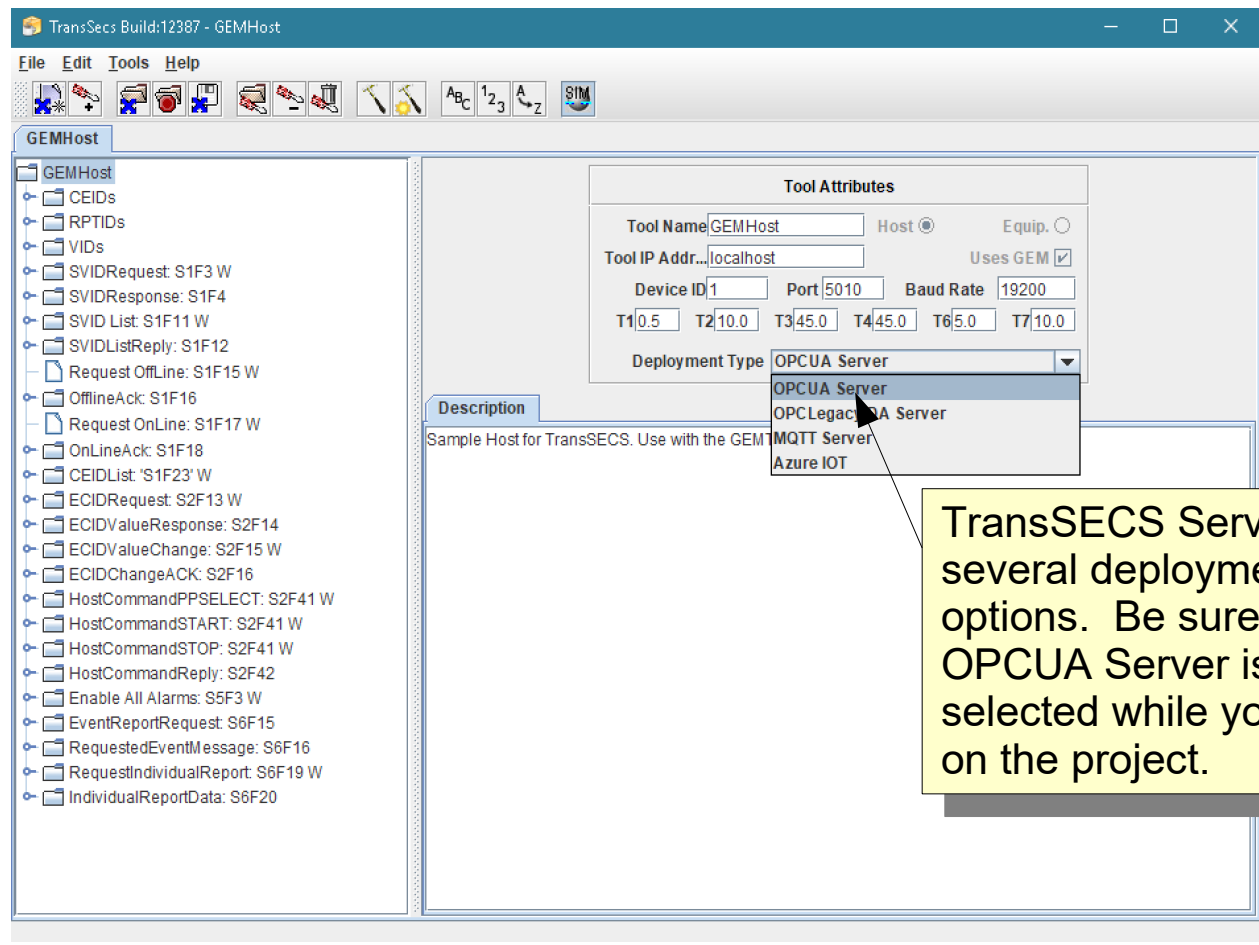 TransSecs Build:12387 - GEMHost
File Edit Tools Help
ABC 123 AZ SIM
GEMHost
GEMHost
CEIDs
RPTIDs
VIDs
SVIDRequest: S1F3 W
SVIDResponse: S1F4
SVID List: S1F11 W
SVIDListReply: S1F12
Request OffLine: S1F15 W
OfflineAck: S1F16
Request OnLine: S1F17 W
OnLineAck: S1F18
CEIDList: 'S1F23' W
ECIDRequest: S2F13 W
ECIDValueResponse: S2F14
ECIDValueChange: S2F15 W
ECIDChangeACK: S2F16
HostCommandPPSELECT: S2F41 W
HostCommandSTART: S2F41 W
HostCommandSTOP: S2F41 W
HostCommandReply: S2F42
Enable All Alarms: S5F3 W
EventReportRequest: S6F15
RequestedEventMessage: S6F16
RequestIndividualReport: S6F19 W
IndividualReportData: S6F20
Tool Attributes
Tool Name GEMHost Host Equip.
Tool IP Addr... localhost Uses GEM
Device ID 1 Port 5010 Baud Rate 19200
T1 0.5 T2 10.0 T3 45.0 T4 45.0 T6 5.0 T7 10.0
Deployment Type OPCUA Server
OPCUA Server
OPCLegacy DA Server
MQTT Server
Azure IOT
Description
Sample Host for TransSECS. Use with the GEMT
TransSECS Serv
several deployme
options. Be sure
OPCUA Server is
selected while yo
on the project.